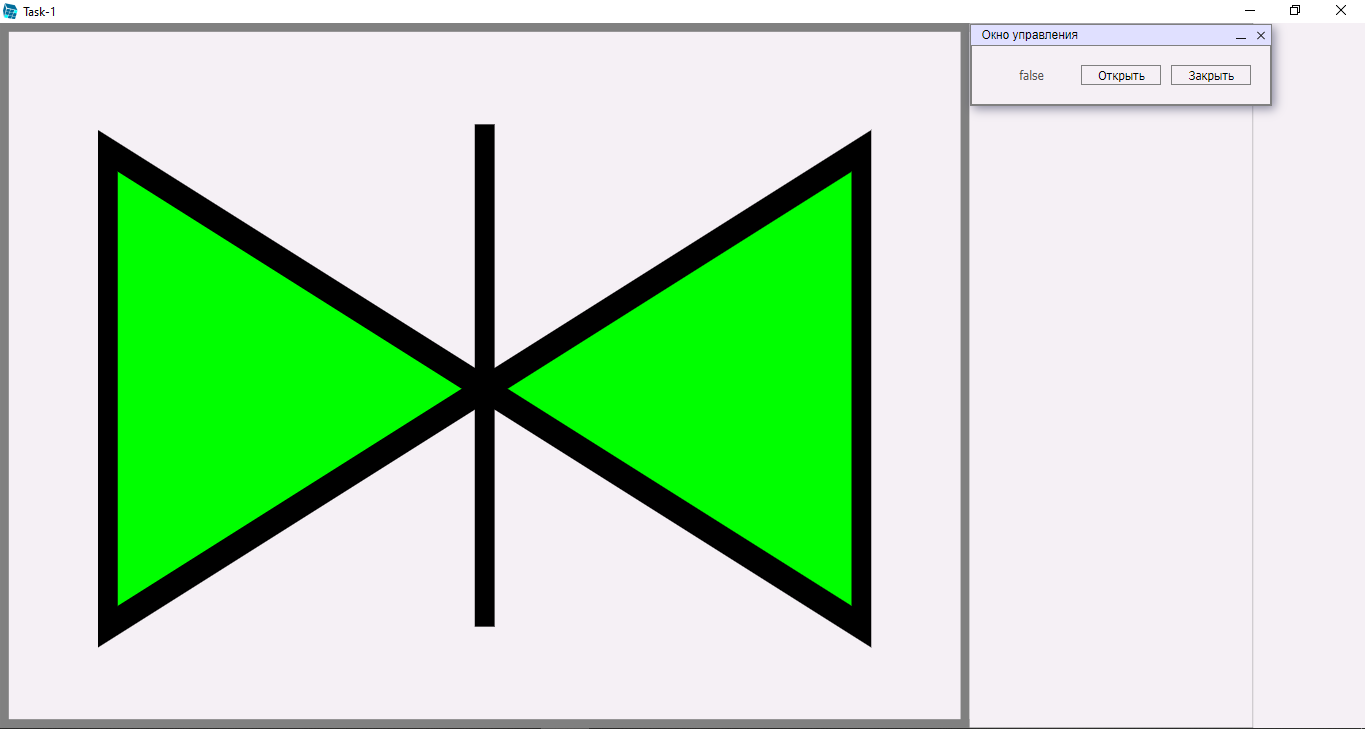 Task-1
Окно управления
false
Открыть
Закрыть